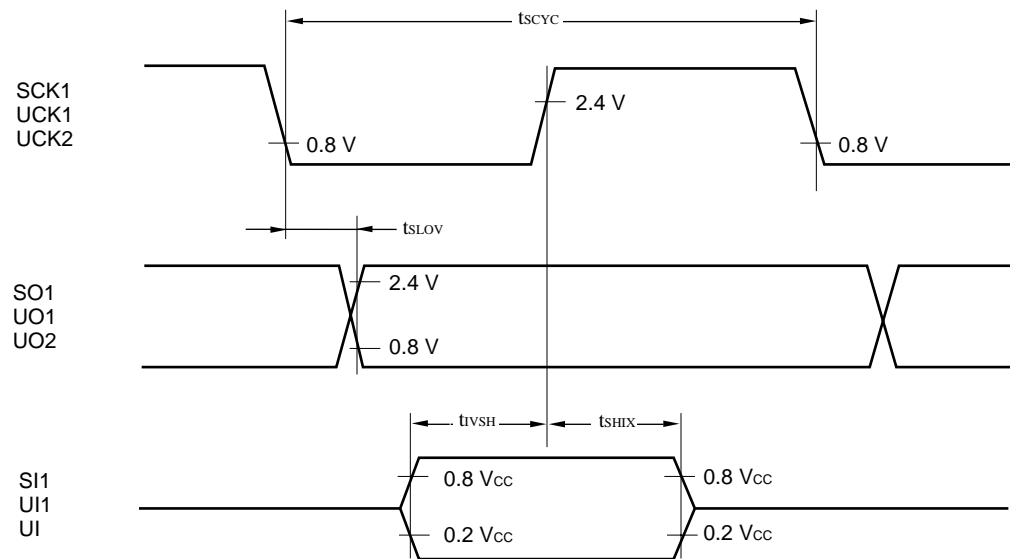 tSCYC
SCK1
UCK1
UCK2
2.4 V
0.8 V
0.8 V
tSLOV
SO1
UO1
UO2
2.4 V
0.8 V
tIVSH
tSHIX
SI1
UI1
UI
0.8 VCC
0.8 VCC
0.2 VCC
0.2 VCC